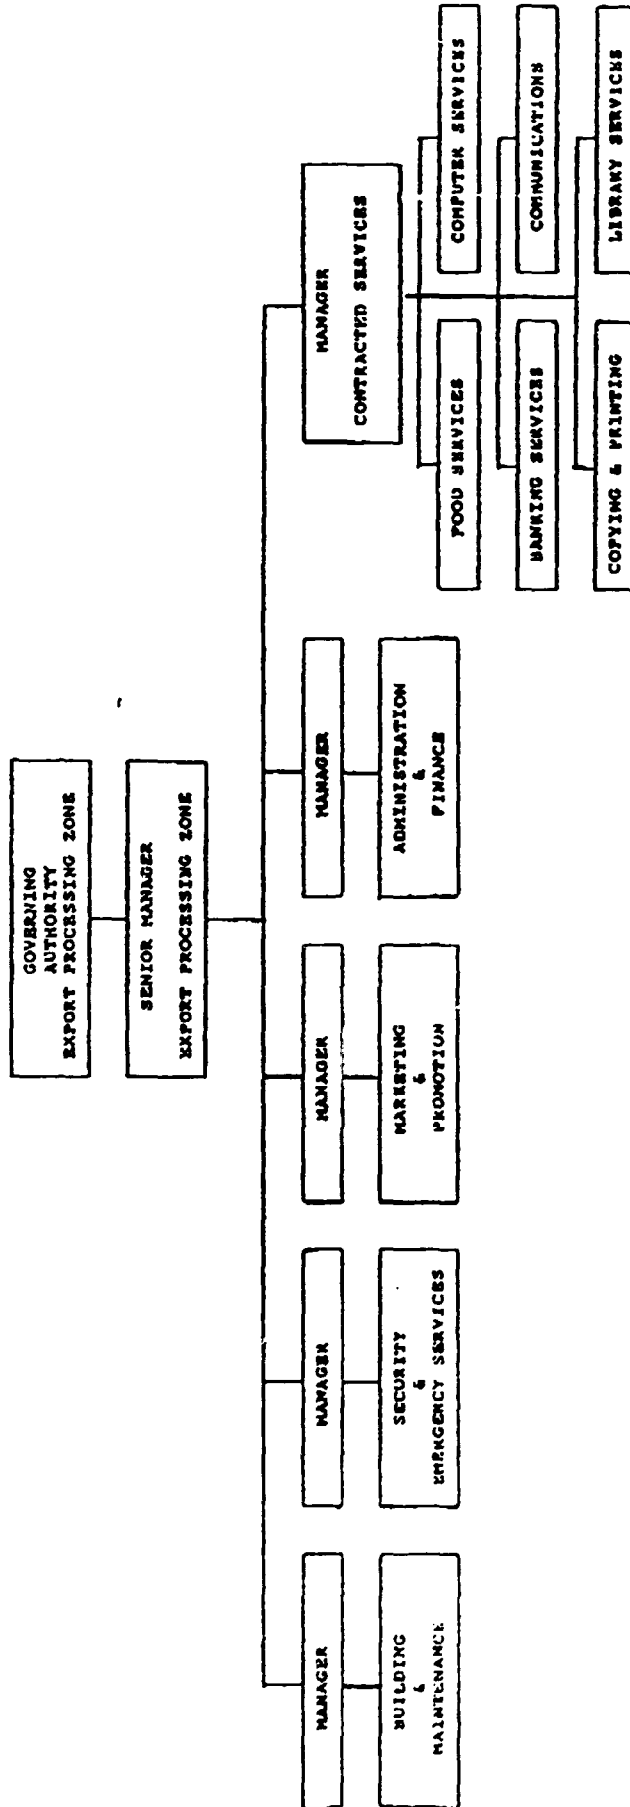 GOVERNING
AUTHORITY
EXPORT PROCESSING ZONE
SENIOR MANAGER
EXPORT PROCESSING ZONE
MANAGER
BUILDING
&
MAINTENANCE
MANAGER
SECURITY
&
EMERGENCY SERVICES
MANAGER
MARKETING
&
PROMOTION
MANAGER
ADMINISTRATION
&
FINANCE
MANAGER
CONTRACTED SERVICES
FOOD SERVICES
COMPUTER SERVICES
BANKING SERVICES
COMMUNICATIONS
COPYING & PRINTING
LIBRARY SERVICES